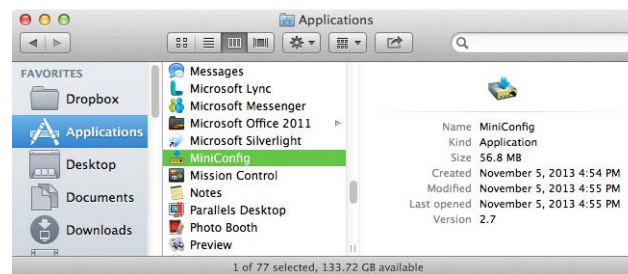 Applications
FAVORITES
Dropbox
Applications
Desktop
Documents
Downloads
Messages
Microsoft Lync
Microsoft Messenger
Microsoft Office 2011
Microsoft Silverlight
MiniConfig
Mission Control
Notes
Parallels Desktop
Photo Booth
Preview
Name MiniConfig
Kind Application
Size 56.8 MB
Created November 5, 2013 4:54 PM
Modified November 5, 2013 4:55 PM
Last opened November 5, 2013 4:55 PM
Version 2.7
1 of 77 selected, 133.72 GB available